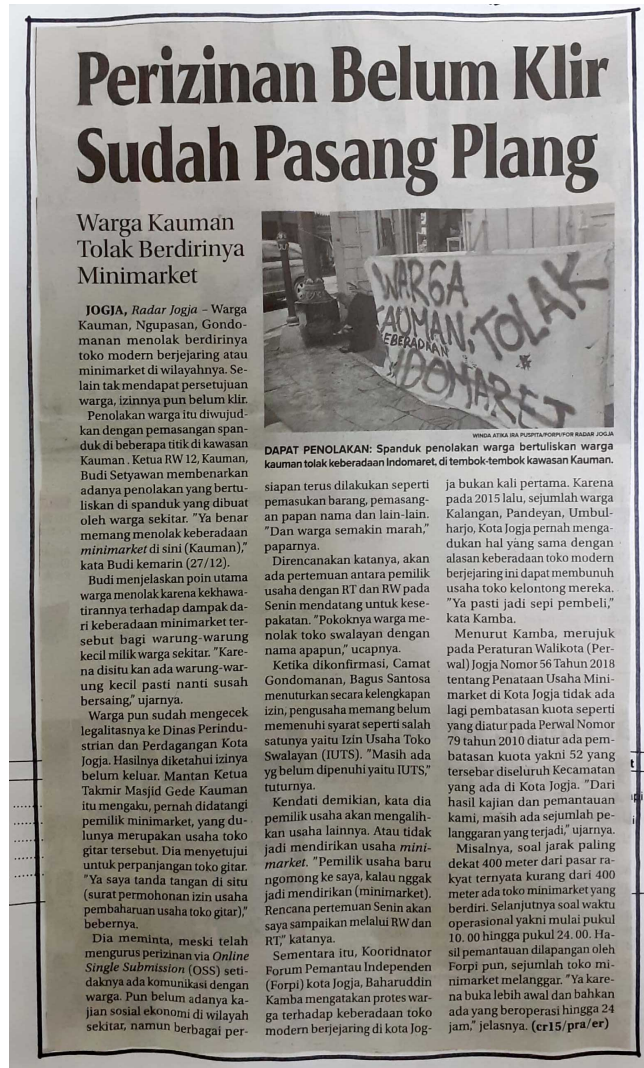 Perizinan Belum Klir
Sudah Pasang Plang
Warga Kauman
Tolak Berdirinya
Minimarket
WARGA
KAUMAN, TOLAK
KEBERADAAN
INDOMARET
WINDA ATIKA IRA PUSPITA/FORPI/FOR RADAR JOGJA
DAPAT PENOLAKAN: Spanduk penolakan warga bertuliskan warga
kauman tolak keberadaan Indomaret, di tembok-tembok kawasan Kauman.
JOGJA, Radar Jogja – Warga
Kauman, Ngupasan, Gondo-
manan menolak berdirinya
toko modern berjejaring atau
minimarket di wilayahnya. Se-
lain tak mendapat persetujuan
warga, izinnya pun belum klir.
Penolakan warga itu diwujud-
kan dengan pemasangan span-
duk di beberapa titik di kawasan
Kauman . Ketua RW 12, Kauman,
Budi Setyawan membenarkan
adanya penolakan yang bertu-
liskan di spanduk yang dibuat
oleh warga sekitar. "Ya benar
memang menolak keberadaan
minimarket di sini (Kauman),"
kata Budi kemarin (27/12).
Budi menjelaskan poin utama
warga menolak karena kekhawa-
tirannya terhadap dampak da-
ri keberadaan minimarket ter-
sebut bagi warung-warung
kecil milik warga sekitar. "Kare-
na disitu kan ada warung-war-
ung kecil pasti nanti susah
bersaing," ujarnya.
Warga pun sudah mengecek
legalitasnya ke Dinas Perindu-
strian dan Perdagangan Kota
Jogja. Hasilnya diketahui izinya
belum keluar. Mantan Ketua
Takmir Masjid Gede Kauman
itu mengaku, pernah didatangi
pemilik minimarket, yang du-
lunya merupakan usaha toko
gitar tersebut. Dia menyetujui
untuk perpanjangan toko gitar.
"Ya saya tanda tangan di situ
(surat permohonan izin usaha
pembaharuan usaha toko gitar),"
bebernya.
Dia meminta, meski telah
mengurus perizinan via Online
Single Submission (OSS) seti-
daknya ada komunikasi dengan
warga. Pun belum adanya ka-
jian sosial ekonomi di wilayah
sekitar, namun berbagai per-
siapan terus dilakukan seperti
pemasukan barang, pemasang-
an papan nama dan lain-lain.
"Dan warga semakin marah,"
paparnya.
Direncanakan katanya, akan
ada pertemuan antara pemilik
usaha dengan RT dan RW pada
Senin mendatang untuk kese-
pakatan. "Pokoknya warga me-
nolak toko swalayan dengan
nama apapun," ucapnya.
Ketika dikonfirmasi, Camat
Gondomanan, Bagus Santosa
menuturkan secara kelengkapan
izin, pengusaha memang belum
memenuhi syarat seperti salah
satunya yaitu Izin Usaha Toko
Swalayan (IUTS). "Masih ada
yg belum dipenuhi yaitu IUTS,"
tuturnya.
Kendati demikian, kata dia
pemilik usaha akan mengalih-
kan usaha lainnya. Atau tidak
jadi mendirikan usaha mini-
market. "Pemilik usaha baru
ngomong ke saya, kalau nggak
jadi mendirikan (minimarket).
Rencana pertemuan Senin akan
saya sampaikan melalui RW dan
RT," katanya.
Sementara itu, Kooridnator
Forum Pemantau Independen
(Forpi) kota Jogja, Baharuddin
Kamba mengatakan protes war-
ga terhadap keberadaan toko
modern berjejaring di kota Jog-
ja bukan kali pertama. Karena
pada 2015 lalu, sejumlah warga
Kalangan, Pandeyan, Umbul-
harjo, Kota Jogja pernah menga-
dukan hal yang sama dengan
alasan keberadaan toko modern
berjejaring ini dapat membunuh
usaha toko kelontong mereka.
"Ya pasti jadi sepi pembeli,"
kata Kamba.
Menurut Kamba, merujuk
pada Peraturan Walikota (Per-
wal) Jogja Nomor 56 Tahun 2018
tentang Penataan Usaha Mini-
market di Kota Jogja tidak ada
lagi pembatasan kuota seperti
yang diatur pada Perwal Nomor
79 tahun 2010 diatur ada pem-
batasan kuota yakni 52 yang
tersebar diseluruh Kecamatan
yang ada di Kota Jogja. "Dari
hasil kajian dan pemantauan
kami, masih ada sejumlah pe-
langgaran yang terjadi," ujarnya.
Misalnya, soal jarak paling
dekat 400 meter dari pasar ra-
kyat ternyata kurang dari 400
meter ada toko minimarket yang
berdiri. Selanjutnya soal waktu
operasional yakni mulai pukul
10. 00 hingga pukul 24. 00. Ha-
sil pemantauan dilapangan oleh
Forpi pun, sejumlah toko mi-
nimarket melanggar. "Ya kare-
na buka lebih awal dan bahkan
ada yang beroperasi hingga 24
jam," jelasnya. (cr15/pra/er)